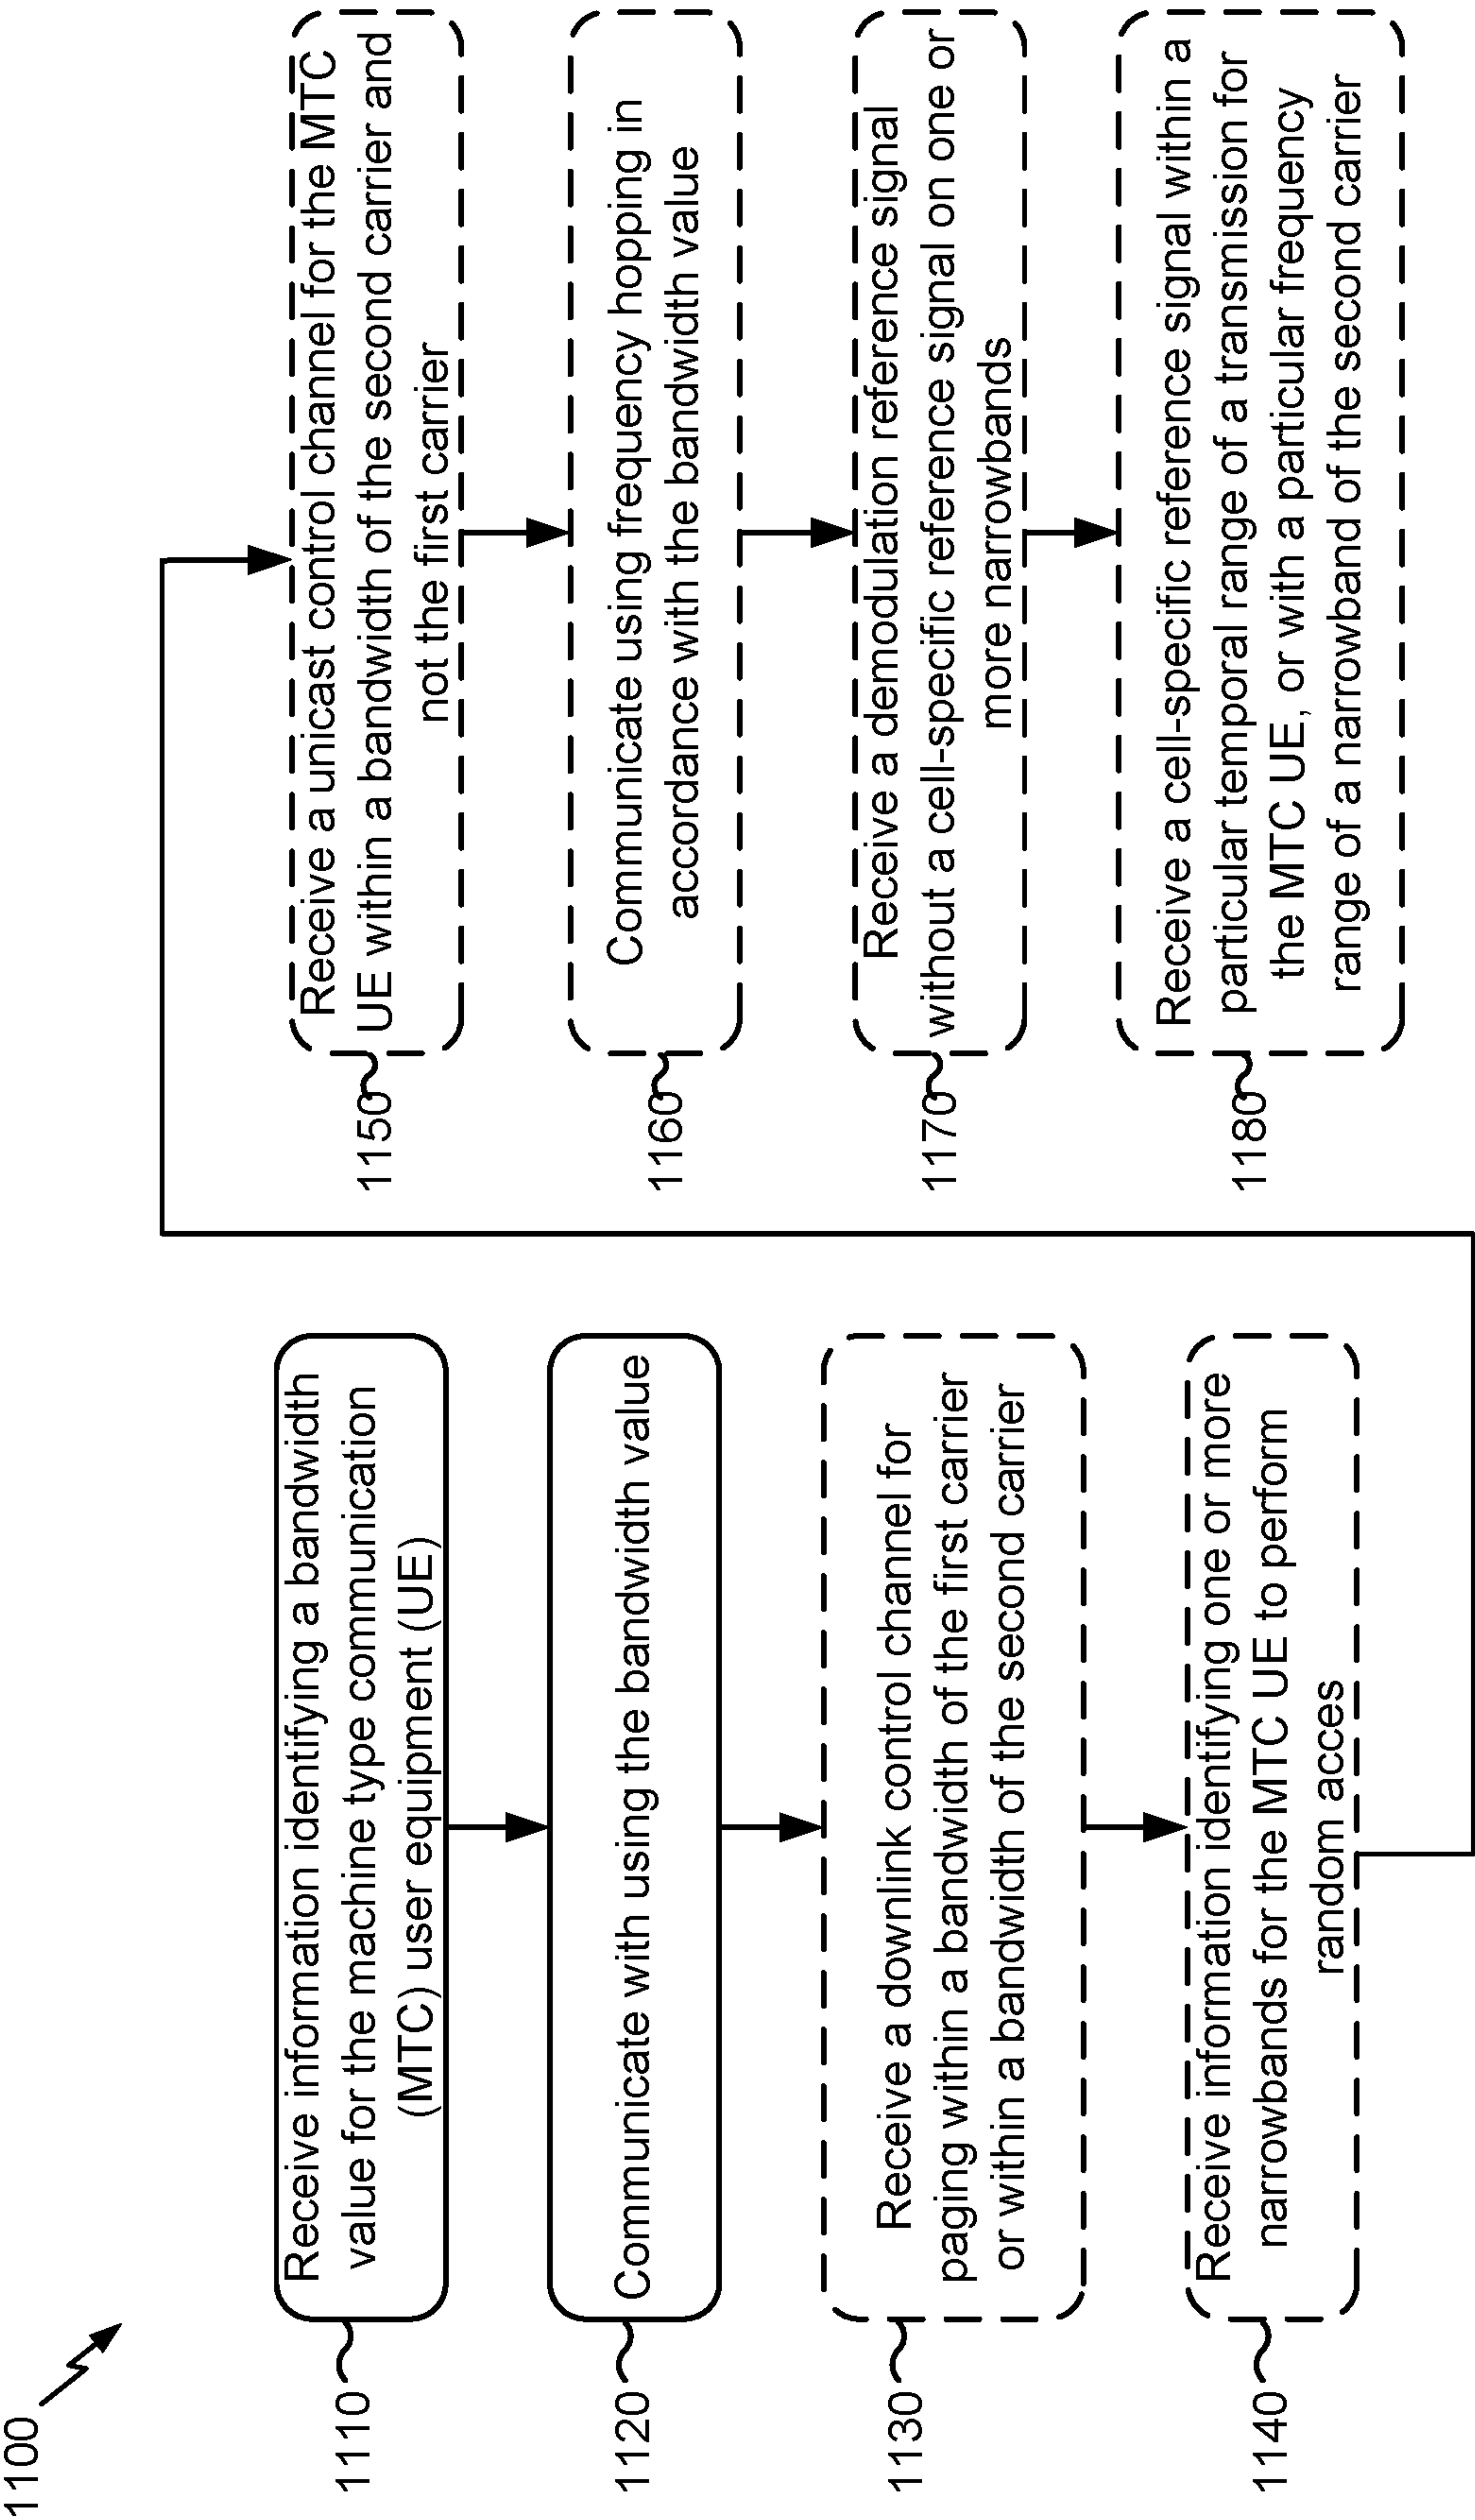 1100
1110
Receive information identifying a bandwidth
value for the machine type communication
(MTC) user equipment (UE)
1120
Communicate with using the bandwidth value
1130
Receive a downlink control channel for
paging within a bandwidth of the first carrier
or within a bandwidth of the second carrier
1140
Receive information identifying one or more
narrowbands for the MTC UE to perform
random acces
1150
Receive a unicast control channel for the MTC
UE within a bandwidth of the second carrier and
not the first carrier
1160
Communicate using frequency hopping in
accordance with the bandwidth value
1170
Receive a demodulation reference signal
without a cell-specific reference signal on one or
more narrowbands
1180
Receive a cell-specific reference signal within a
particular temporal range of a transmission for
the MTC UE, or with a particular frequency
range of a narrowband of the second carrier